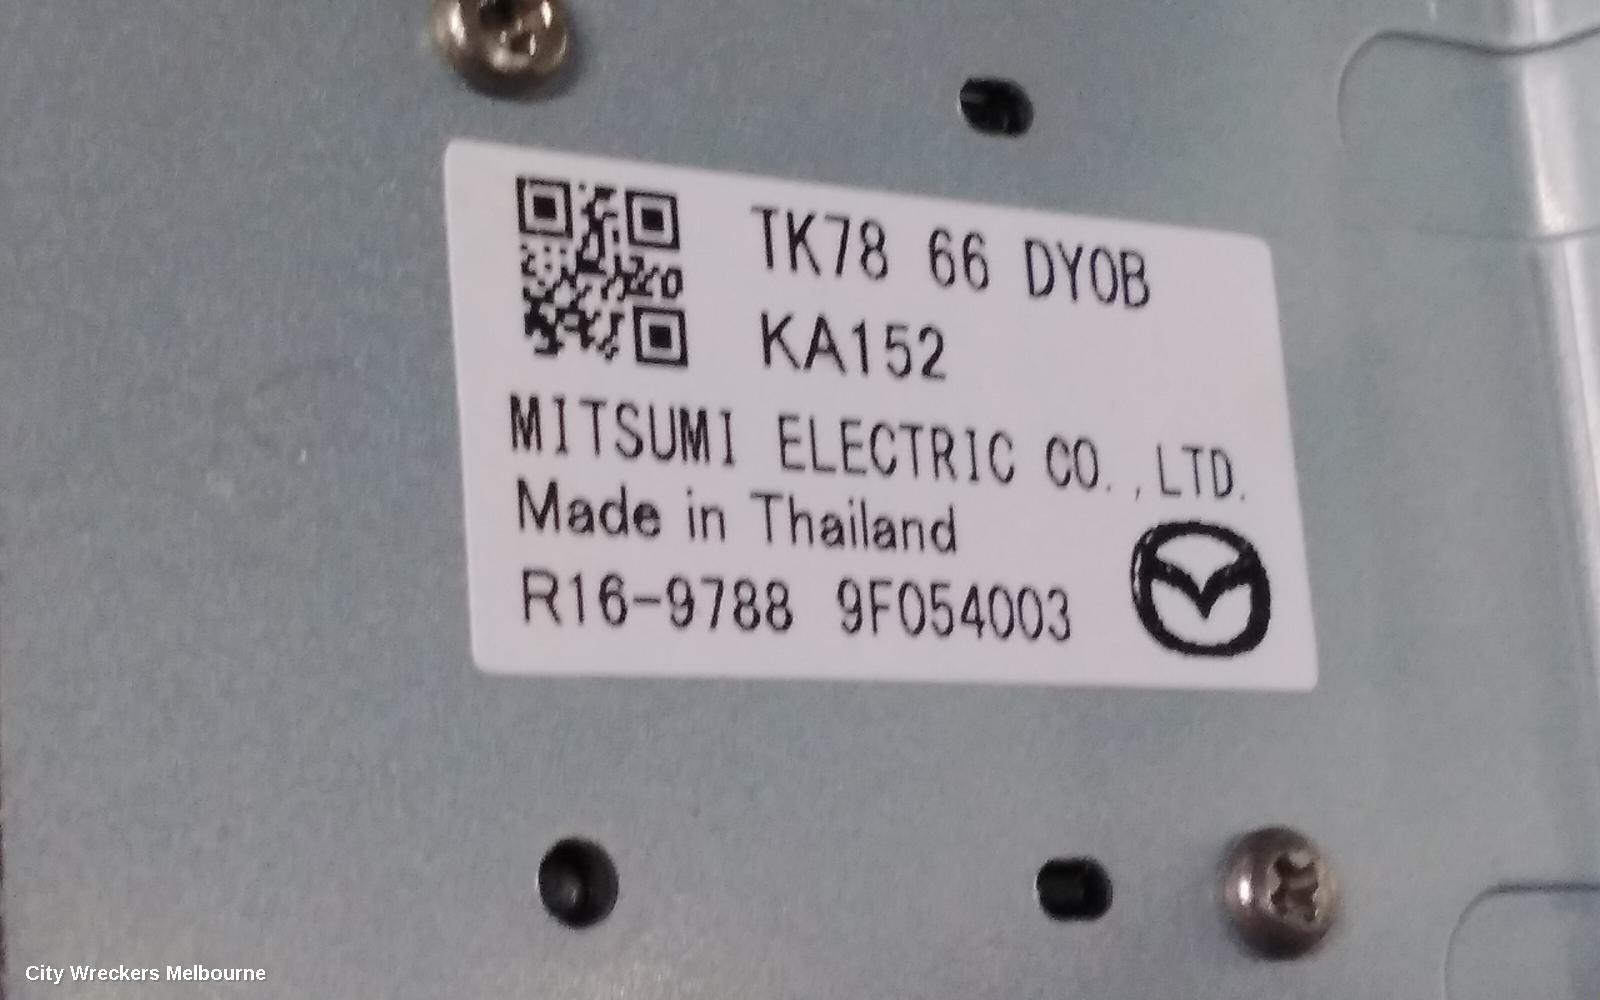 TK78 66 DY0B
KA152
MITSUMI ELECTRIC CO.,LTD.
Made in Thailand
R16-9788 9F054003
City Wreckers Melbourne